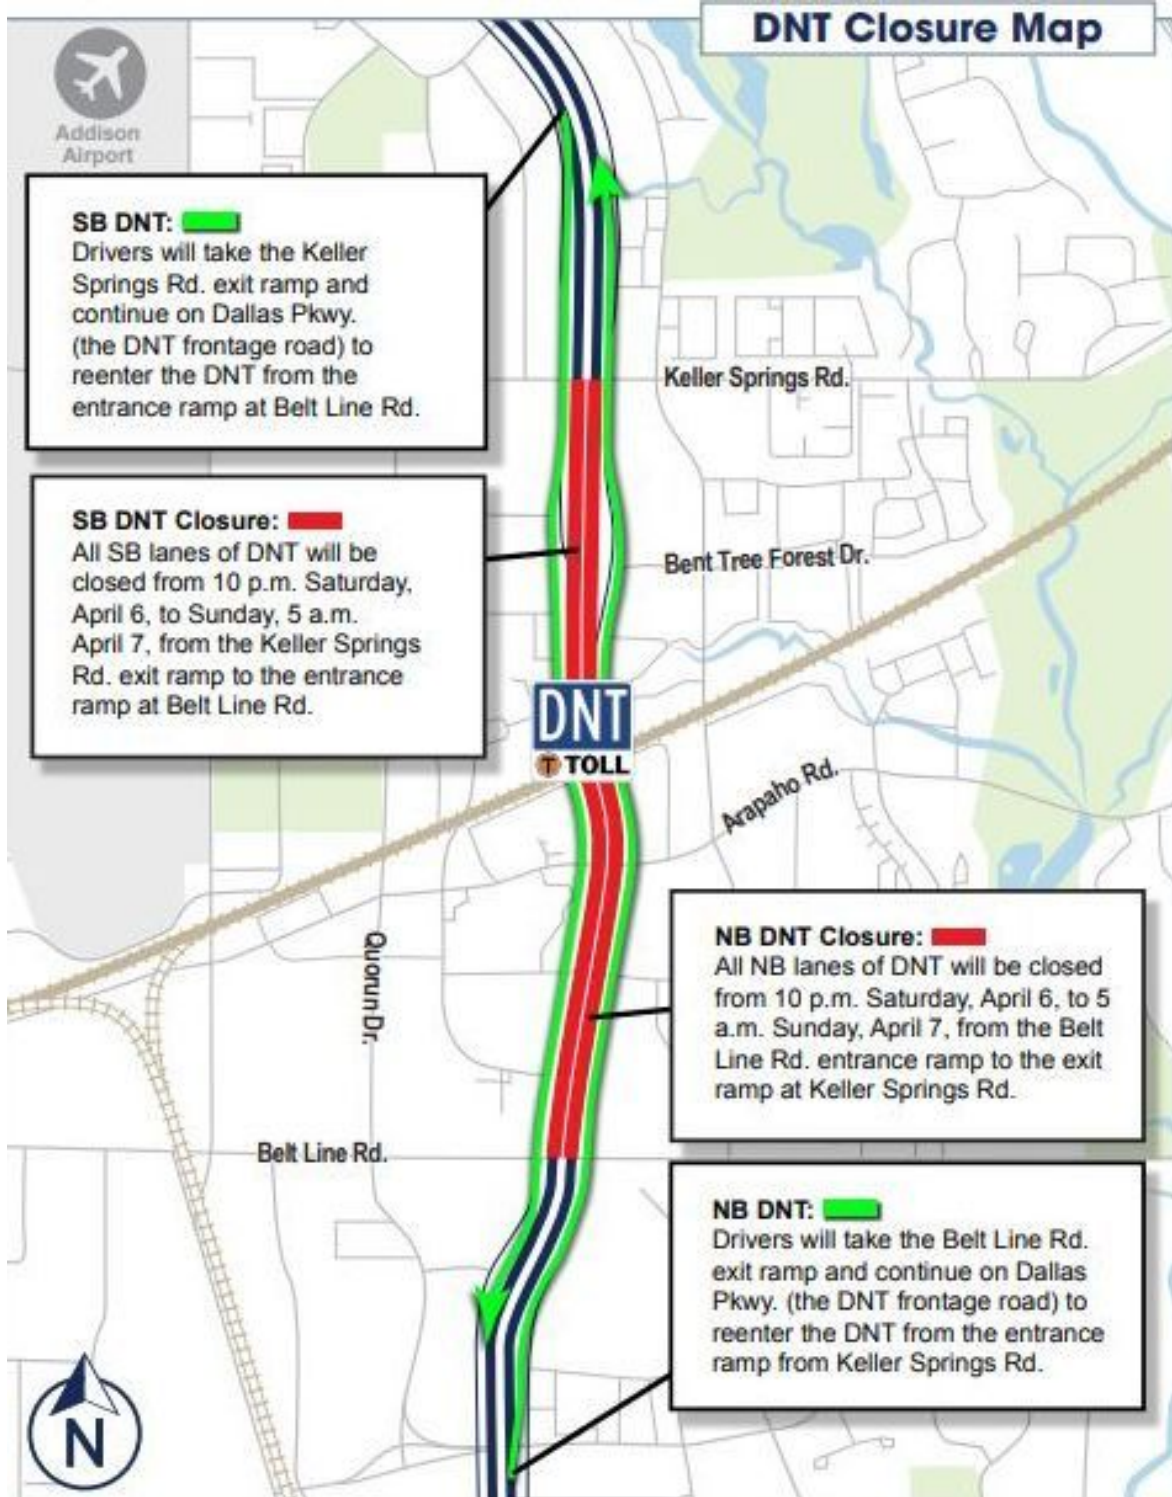 DNT Closure Map
Addison
Airport
SB DNT:
Drivers will take the Keller
Springs Rd. exit ramp and
continue on Dallas Pkwy.
(the DNT frontage road) to
reenter the DNT from the
entrance ramp at Belt Line Rd.
Keller Springs Rd.
SB DNT Closure:
All SB lanes of DNT will be
closed from 10 p.m. Saturday,
April 6, to Sunday, 5 a.m.
April 7, from the Keller Springs
Rd. exit ramp to the entrance
ramp at Belt Line Rd.
Bent Tree Forest Dr.
DNT
T TOLL
Arapaho Rd.
Quorun Dr.
NB DNT Closure:
All NB lanes of DNT will be closed
from 10 p.m. Saturday, April 6, to 5
a.m. Sunday, April 7, from the Belt
Line Rd. entrance ramp to the exit
ramp at Keller Springs Rd.
Belt Line Rd.
NB DNT:
Drivers will take the Belt Line Rd.
exit ramp and continue on Dallas
Pkwy. (the DNT frontage road) to
reenter the DNT from the entrance
ramp from Keller Springs Rd.
N